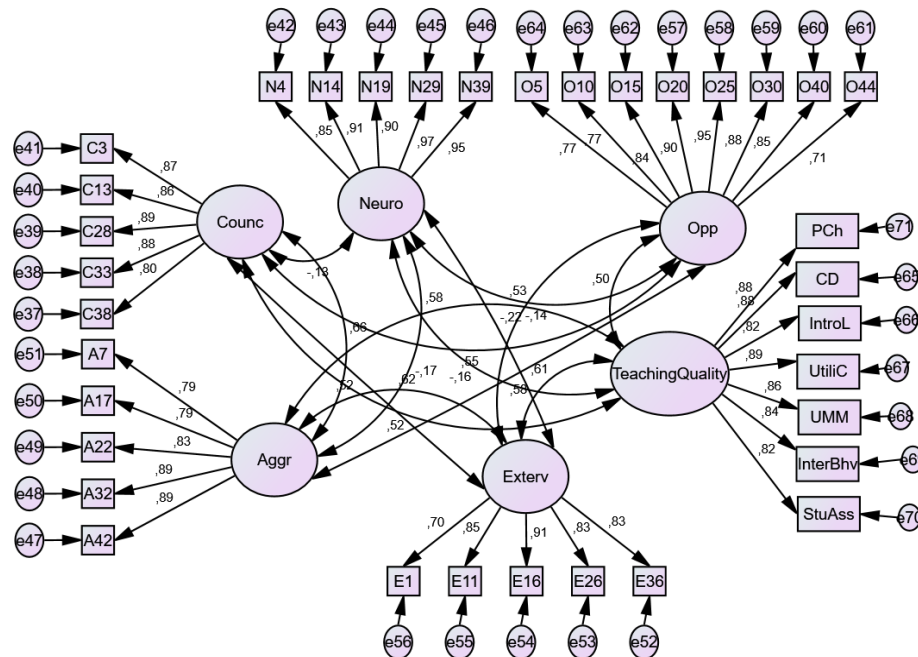 e42 e43 e44 e45 e46 e64 e63 e62 e57 e58 e59 e60 e61
N4 N14 N19 N29 N39 O5 O10 O15 O20 O25 O30 O40 O44
,85 ,91 ,90 ,97 ,95 ,77 ,77 ,84 ,90 ,95 ,88 ,85 ,71
e41 C3 ,87
e40 C13 ,86
e39 C28 ,89
e38 C33 ,88
e37 C38 ,80
Counc Neuro Opp
e51 A7 ,79
e50 A17 ,79
e49 A22 ,83
e48 A32 ,89
e47 A42 ,89
Aggr
-,13 ,58 ,53 ,50
,66 -,22 -,14
,52 ,62 -,17 -,16 ,55 ,58 ,61
,52
TeachingQuality
,88 PCh e71
,88 CD e65
,82 IntroL e66
,89 UtiliC e67
,86 UMM e68
,84 InterBhv
,82 StuAss e70
Exterv
,70 ,85 ,91 ,83 ,83
E1 E11 E16 E26 E36
e56 e55 e54 e53 e52